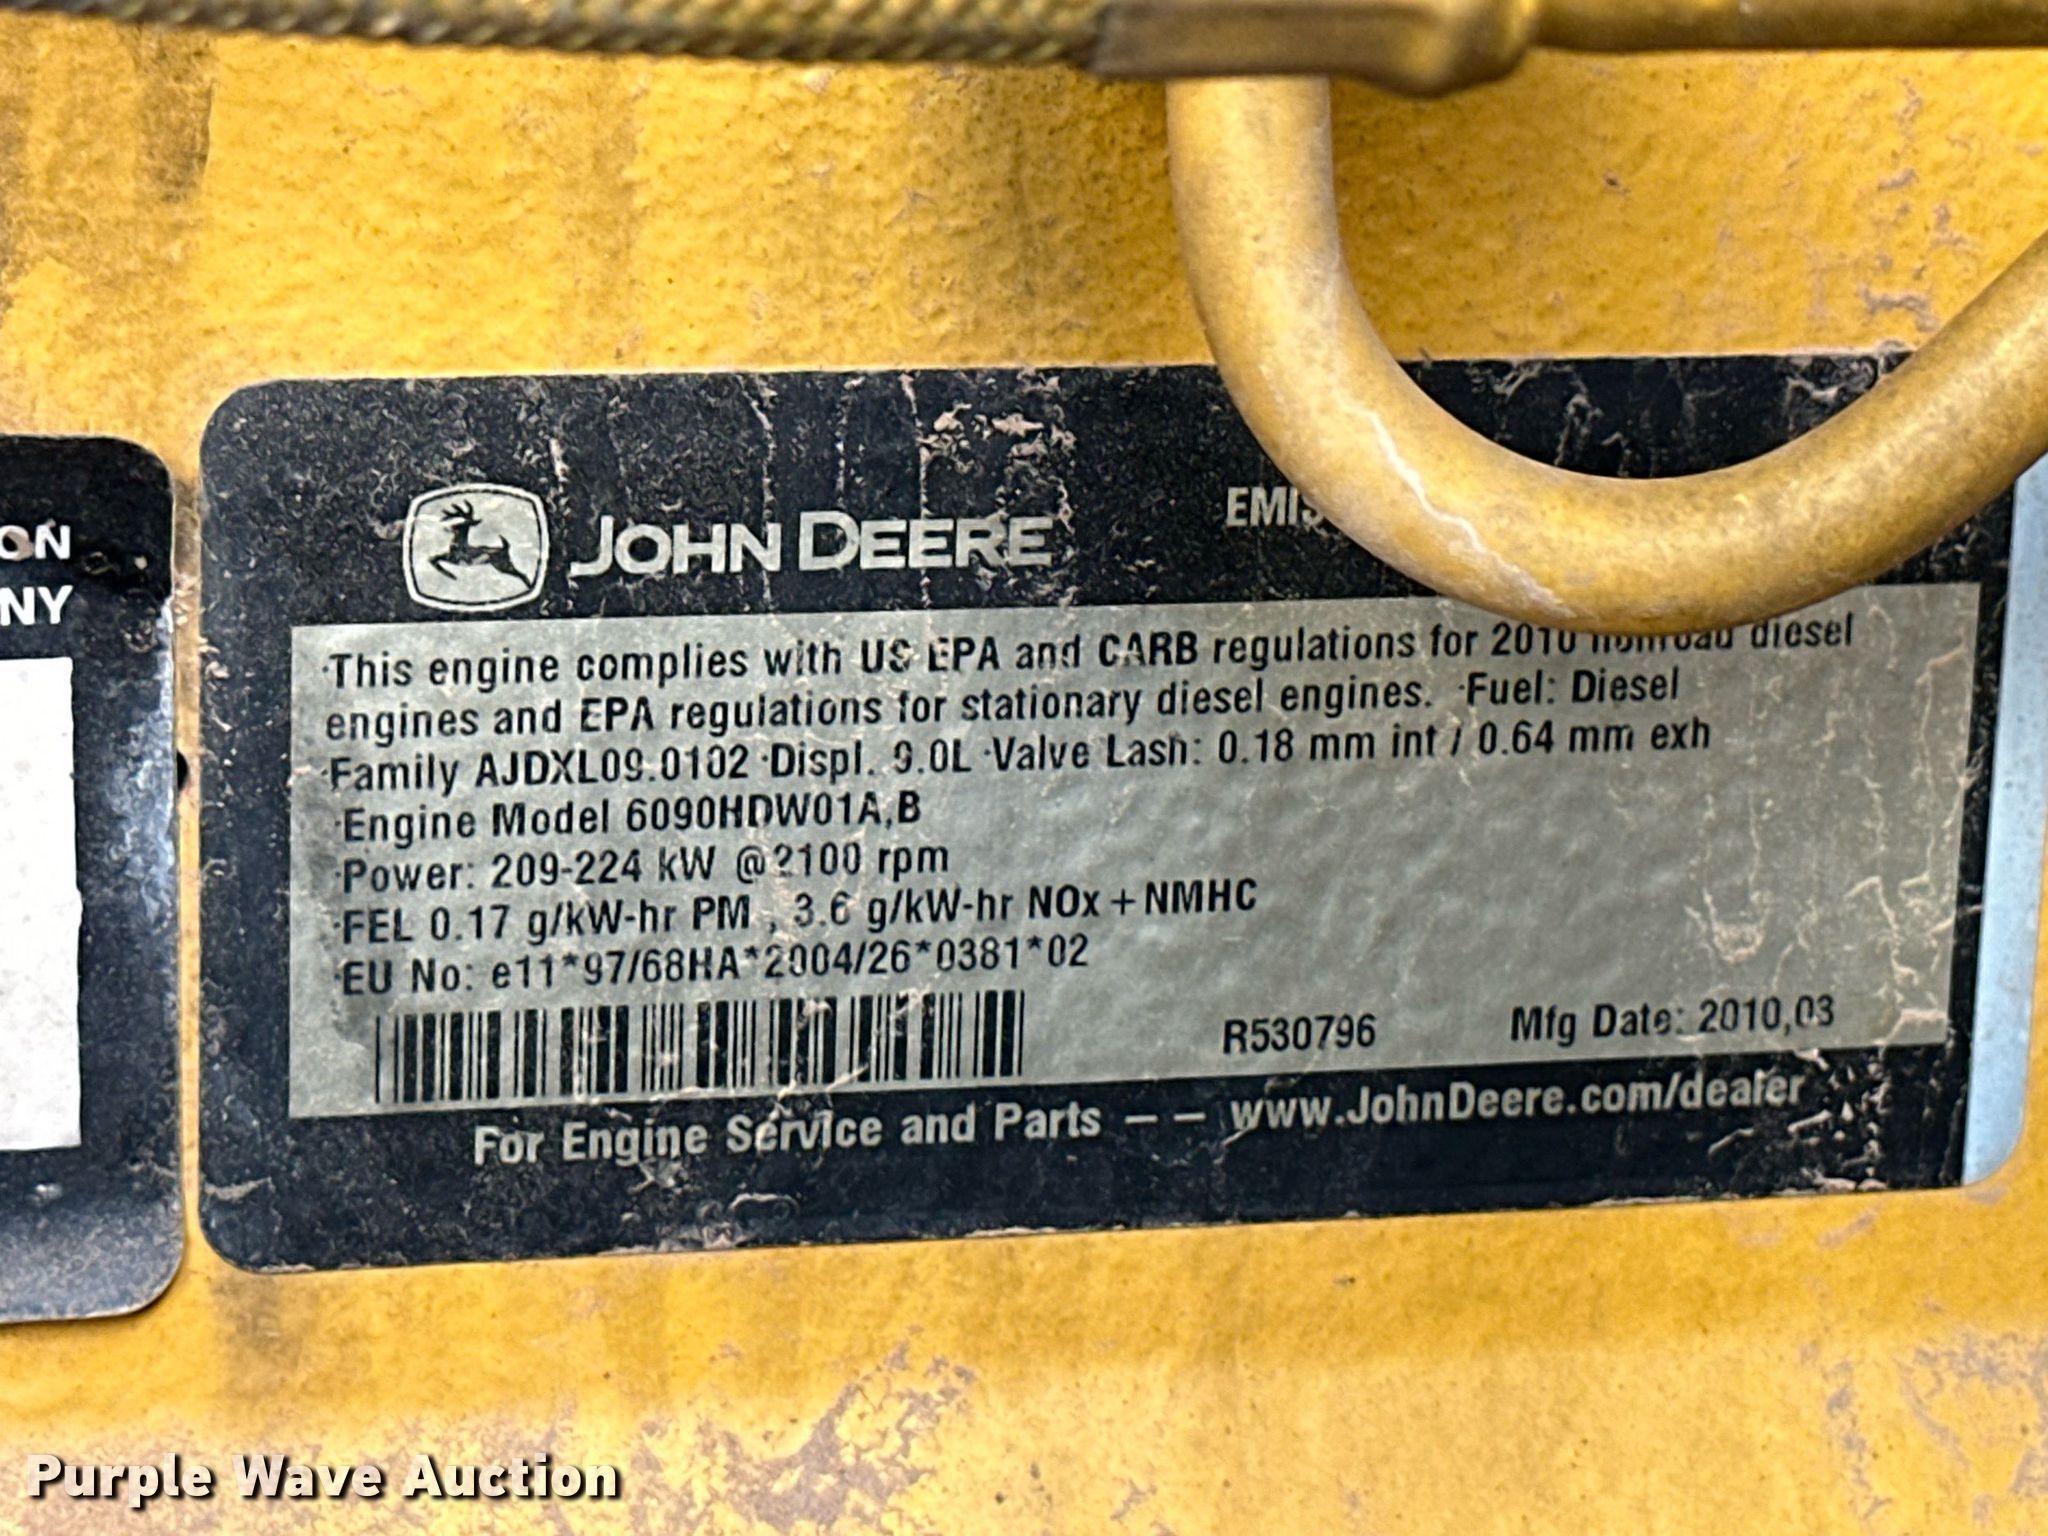 ON
NY
JOHN DEERE
EMIS
·This engine complies with US EPA and CARB regulations for 2010 nonroad diesel
engines and EPA regulations for stationary diesel engines. ·Fuel: Diesel
·Family AJDXL09.0102 ·Displ. 9.0L ·Valve Lash: 0.18 mm int / 0.64 mm exh
·Engine Model 6090HDW01A,B
·Power: 209-224 kW @2100 rpm
·FEL 0.17 g/kW-hr PM , 3.6 g/kW-hr NOx + NMHC
·EU No: e11*97/68HA*2004/26*0381*02
R530796 Mfg Date: 2010,03
For Engine Service and Parts -- www.JohnDeere.com/dealer
Purple Wave Auction